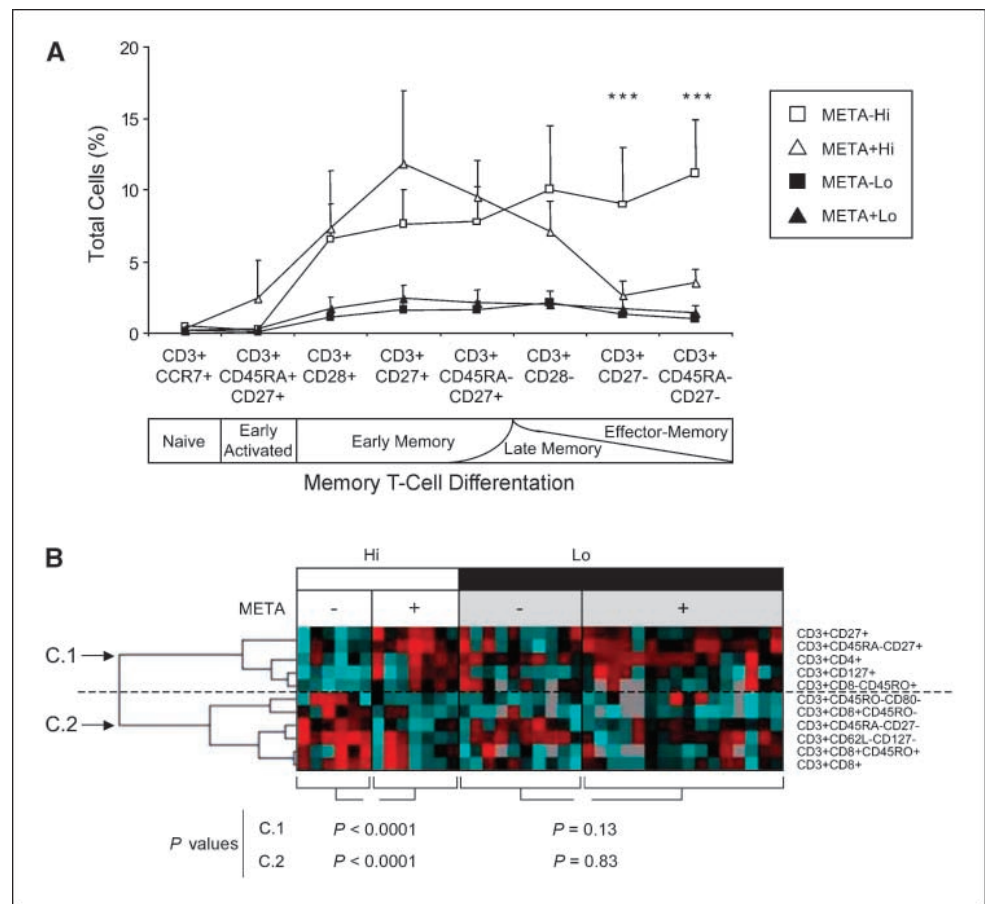 A
20
15
10
5
0
Total Cells (%)
*** ***
META-Hi
META+Hi
META-Lo
META+Lo
CD3+ CD3+ CD3+ CD3+ CD3+ CD3+ CD3+ CD3+
CCR7+ CD45RA+ CD28+ CD27+ CD45RA- CD28- CD27- CD45RA-
CD27+ CD27+ CD27-
Naive
Early
Activated
Early Memory
Late Memory
Effector-Memory
Memory T-Cell Differentation
B
Hi Lo
META - + - +
C.1
C.2
CD3+CD27+
CD3+CD45RA-CD27+
CD3+CD4+
CD3+CD127+
CD3+CD8-CD45RO+
CD3+CD45RO-CD80-
CD3+CD8+CD45RO-
CD3+CD45RA-CD27-
CD3+CD62L-CD127-
CD3+CD8+CD45RO+
CD3+CD8+
P values
C.1 P < 0.0001 P = 0.13
C.2 P < 0.0001 P = 0.83